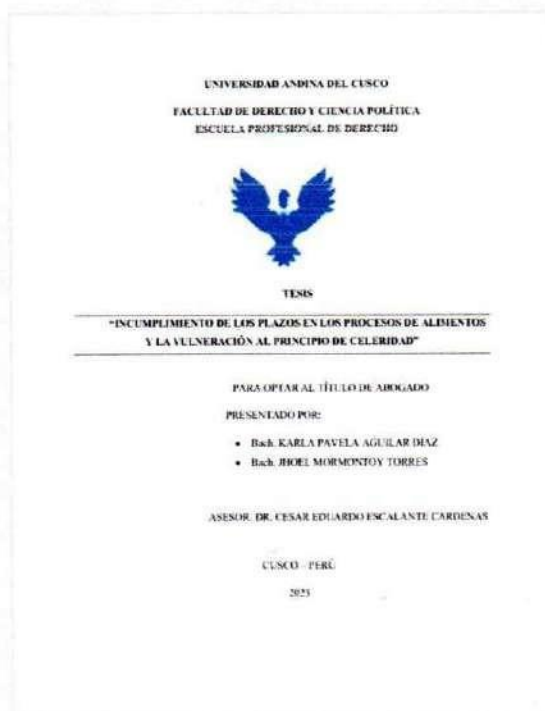 UNIVERSIDAD ANDINA DEL CUSCO
FACULTAD DE DERECHO Y CIENCIA POLÍTICA
ESCUELA PROFESIONAL DE DERECHO
TESIS
"INCUMPLIMIENTO DE LOS PLAZOS EN LOS PROCESOS DE ALIMENTOS
Y LA VULNERACIÓN AL PRINCIPIO DE CELERIDAD"
PARA OPTAR AL TÍTULO DE ABOGADO
PRESENTADO POR:
• Bach. KARLA PAVELA AGUILAR DIAZ
• Bach. JHOEL MORMONTOY TORRES
ASESOR: DR. CESAR EDUARDO ESCALANTE CARDENAS
CUSCO – PERÚ